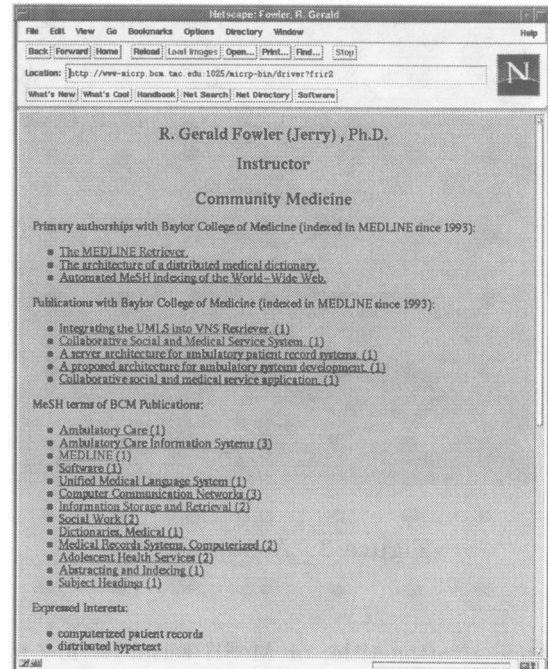 Netscape: Fowler, R. Gerald
File Edit View Go Bookmarks Options Directory Window Help
Back Forward Home Reload Load Images Open... Print... Find... Stop
Location: http://www-micrp.bcm.tmc.edu:1025/micrp-bin/driver?frir2
N
What's New What's Cool Handbook Net Search Net Directory Software
R. Gerald Fowler (Jerry) , Ph.D.
Instructor
Community Medicine
Primary authorships with Baylor College of Medicine (indexed in MEDLINE since 1993):
The MEDLINE Retriever.
The architecture of a distributed medical dictionary.
Automated MeSH indexing of the World-Wide Web.
Publications with Baylor College of Medicine (indexed in MEDLINE since 1993):
Integrating the UMLS into VNS Retriever. (1)
Collaborative Social and Medical Service System. (1)
A server architecture for ambulatory patient record systems. (1)
A proposed architecture for ambulatory systems development. (1)
Collaborative social and medical service application. (1)
MeSH terms of BCM Publications:
Ambulatory Care (1)
Ambulatory Care Information Systems (3)
MEDLINE (1)
Software (1)
Unified Medical Language System (1)
Computer Communication Networks (3)
Information Storage and Retrieval (2)
Social Work (2)
Dictionaries, Medical (1)
Medical Records Systems, Computerized (2)
Adolescent Health Services (2)
Abstracting and Indexing (1)
Subject Headings (1)
Expressed Interests:
computerized patient records
distributed hypertext